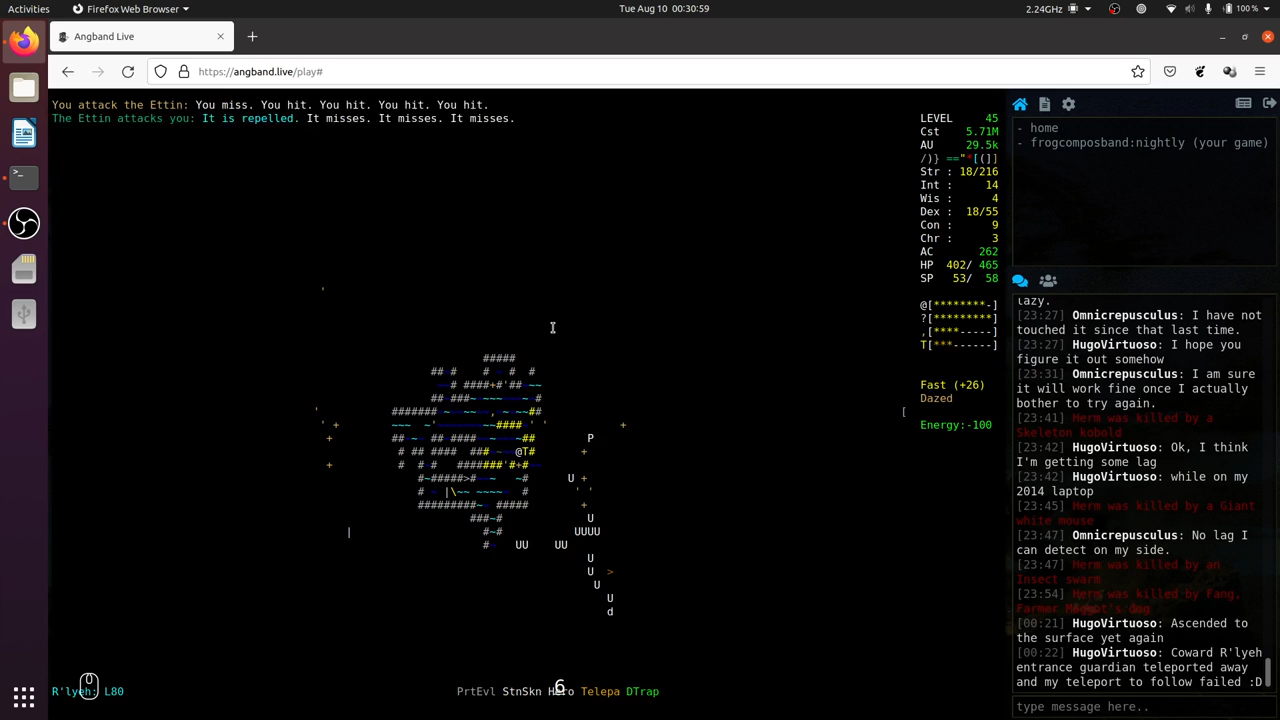 Activities
Firefox Web Browser
Tue Aug 10 00:30:59
2.24GHz
100 %
Angband Live
https://angband.live/play#
You attack the Ettin: You miss. You hit. You hit. You hit. You hit.
The Ettin attacks you: It is repelled. It misses. It misses. It misses.
LEVEL 45
Cst 5.71M
AU 29.5k
/)} =="*[(]]
Str : 18/216
Int : 14
Wis : 4
Dex : 18/55
Con : 9
Chr : 3
AC 262
HP 402/ 465
SP 53/ 58
@[********-]
?[*********]
,[****-----]
T[***------]
Fast (+26)
Dazed
Energy:-100
R'lyeh: L80
PrtEvl StnSkn Hero Telepa DTrap
6
- home
- frogcomposband:nightly (your game)
lazy.
[23:27] Omnicrepusculus: I have not
touched it since that last time.
[23:27] HugoVirtuoso: I hope you
figure it out somehow
[23:31] Omnicrepusculus: I am sure
it will work fine once I actually
bother to try again.
[23:41] Herm was killed by a
Skeleton kobold
[23:42] HugoVirtuoso: Ok, I think
I'm getting some lag
[23:42] HugoVirtuoso: while on my
2014 laptop
[23:45] Herm was killed by a Giant
white mouse
[23:47] Omnicrepusculus: No lag I
can detect on my side.
[23:47] Herm was killed by an
Insect swarm
[23:54] Herm was killed by Fang,
Farmer Maggot's dog
[00:21] HugoVirtuoso: Ascended to
the surface yet again
[00:22] HugoVirtuoso: Coward R'lyeh
entrance guardian teleported away
and my teleport to follow failed :D
type message here..